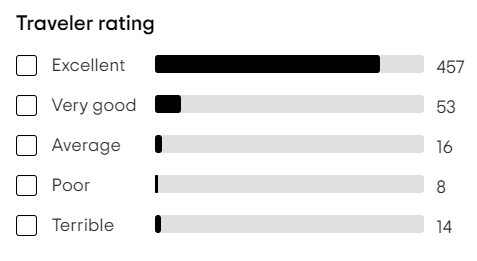 Traveler rating
Excellent 457
Very good 53
Average 16
Poor 8
Terrible 14